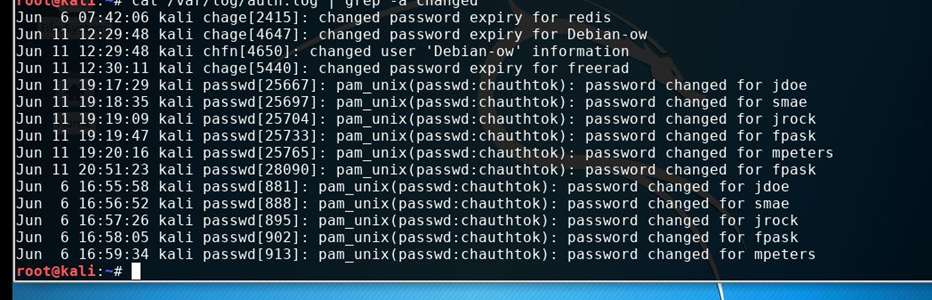 root@kali:~# cat /var/log/auth.log | grep -a changed
Jun  6 07:42:06 kali chage[2415]: changed password expiry for redis
Jun 11 12:29:48 kali chage[4647]: changed password expiry for Debian-ow
Jun 11 12:29:48 kali chfn[4650]: changed user 'Debian-ow' information
Jun 11 12:30:11 kali chage[5440]: changed password expiry for freerad
Jun 11 19:17:29 kali passwd[25667]: pam_unix(passwd:chauthtok): password changed for jdoe
Jun 11 19:18:35 kali passwd[25697]: pam_unix(passwd:chauthtok): password changed for smae
Jun 11 19:19:09 kali passwd[25704]: pam_unix(passwd:chauthtok): password changed for jrock
Jun 11 19:19:47 kali passwd[25733]: pam_unix(passwd:chauthtok): password changed for fpask
Jun 11 19:20:16 kali passwd[25765]: pam_unix(passwd:chauthtok): password changed for mpeters
Jun 11 20:51:23 kali passwd[28090]: pam_unix(passwd:chauthtok): password changed for fpask
Jun  6 16:55:58 kali passwd[881]: pam_unix(passwd:chauthtok): password changed for jdoe
Jun  6 16:56:52 kali passwd[888]: pam_unix(passwd:chauthtok): password changed for smae
Jun  6 16:57:26 kali passwd[895]: pam_unix(passwd:chauthtok): password changed for jrock
Jun  6 16:58:05 kali passwd[902]: pam_unix(passwd:chauthtok): password changed for fpask
Jun  6 16:59:34 kali passwd[913]: pam_unix(passwd:chauthtok): password changed for mpeters
root@kali:~#